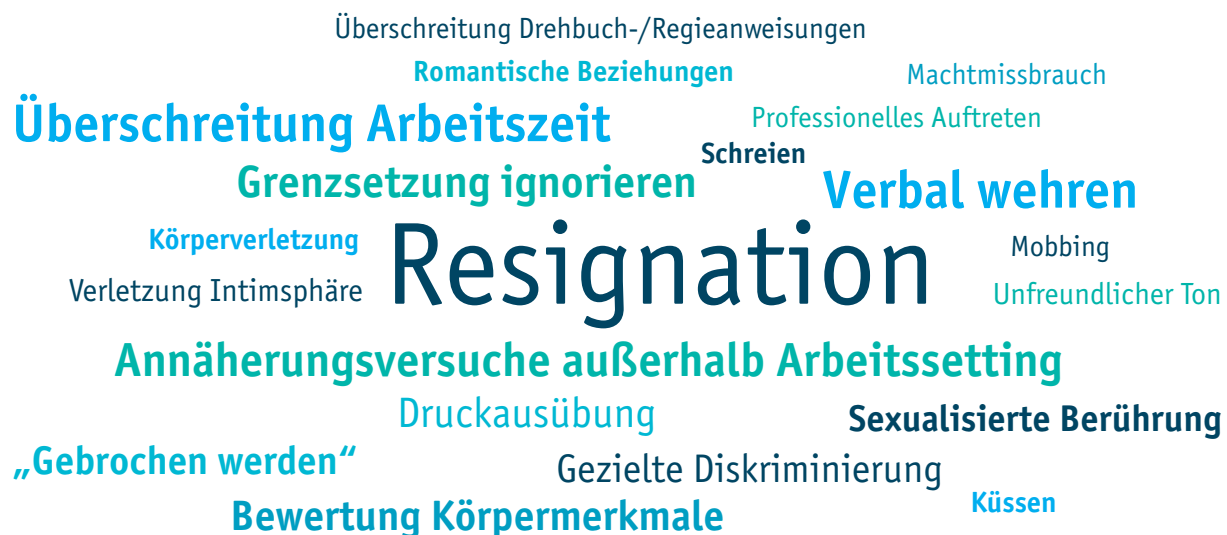 Überschreitung Drehbuch-/Regieanweisungen
Romantische Beziehungen
Machtmissbrauch
Überschreitung Arbeitszeit
Professionelles Auftreten
Schreien
Grenzsetzung ignorieren
Verbal wehren
Körperverletzung
Resignation
Mobbing
Verletzung Intimsphäre
Unfreundlicher Ton
Annäherungsversuche außerhalb Arbeitssetting
Druckausübung
Sexualisierte Berührung
„Gebrochen werden“
Gezielte Diskriminierung
Küssen
Bewertung Körpermerkmale